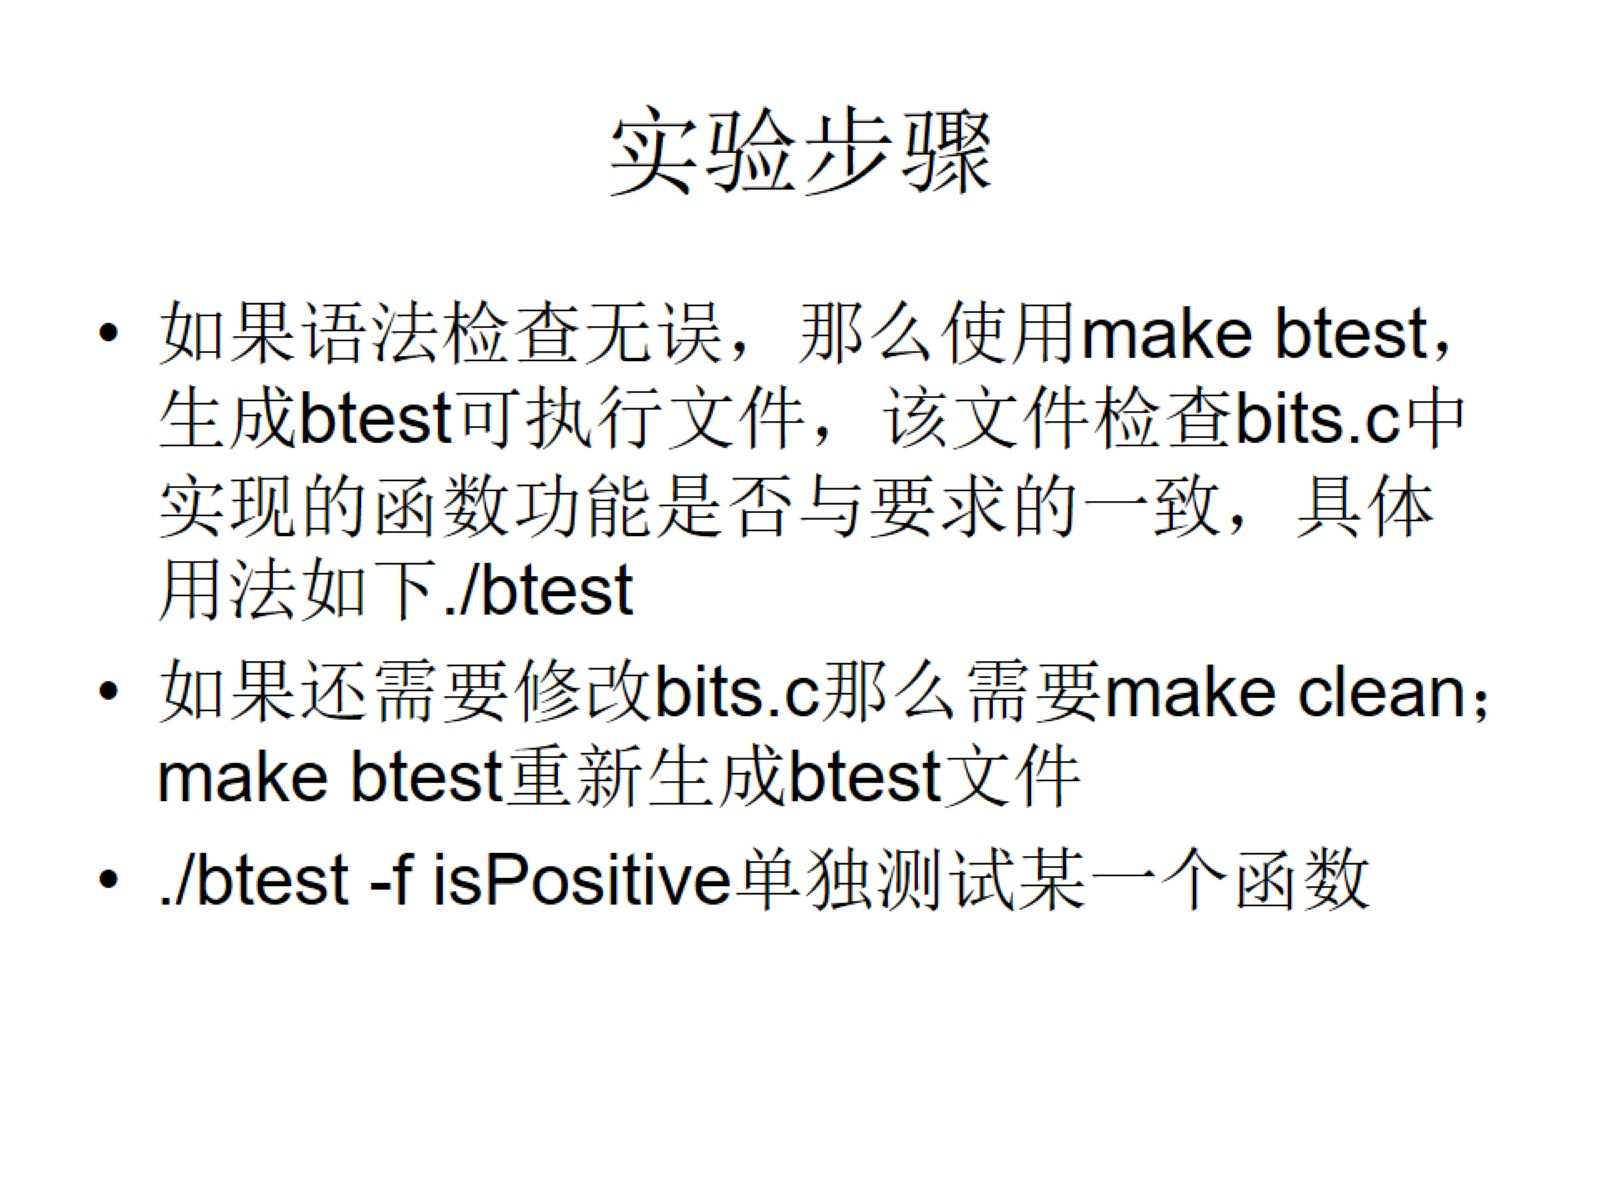 实验步骤
• 如果语法检查无误，那么使用make btest，
生成btest可执行文件，该文件检查bits.c中
实现的函数功能是否与要求的一致，具体
用法如下./btest
• 如果还需要修改bits.c那么需要make clean；
make btest重新生成btest文件
• ./btest -f isPositive单独测试某一个函数